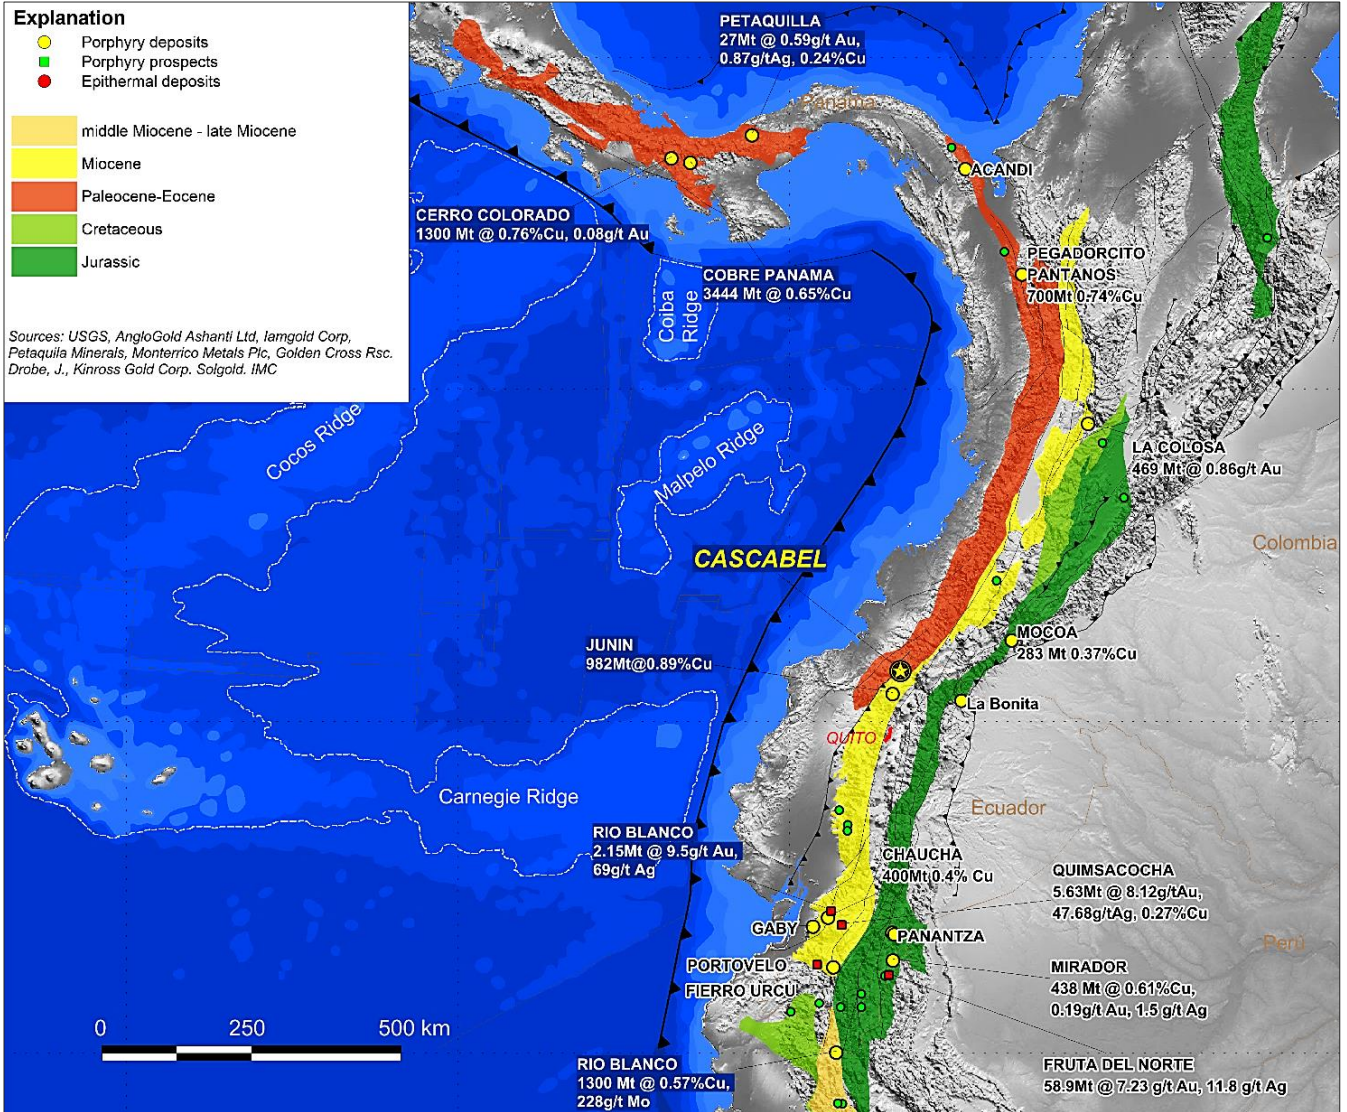 Explanation
Porphyry deposits
Porphyry prospects
Epithermal deposits
middle Miocene - late Miocene
Miocene
Paleocene-Eocene
Cretaceous
Jurassic
Sources: USGS, AngloGold Ashanti Ltd, Iamgold Corp,
Petaquila Minerals, Monterrico Metals Plc, Golden Cross Rsc.
Drobe, J., Kinross Gold Corp. Solgold. IMC
PETAQUILLA
27Mt @ 0.59g/t Au,
0.87g/tAg, 0.24%Cu
Panama
ACANDI
CERRO COLORADO
1300 Mt @ 0.76%Cu, 0.08g/t Au
PEGADORCITO
PANTANOS
700Mt 0.74%Cu
COBRE PANAMA
3444 Mt @ 0.65%Cu
Coiba
Ridge
Cocos Ridge
Malpelo Ridge
LA COLOSA
469 Mt @ 0.86g/t Au
Colombia
CASCABEL
JUNIN
982Mt@0.89%Cu
MOCOA
283 Mt 0.37%Cu
La Bonita
QUITO
Carnegie Ridge
Ecuador
RIO BLANCO
2.15Mt @ 9.5g/t Au,
69g/t Ag
CHAUCHA
400Mt 0.4% Cu
QUIMSACOCHA
5.63Mt @ 8.12g/tAu,
47.68g/tAg, 0.27%Cu
GABY
PANANTZA
Perú
PORTOVELO
FIERRO URCU
MIRADOR
438 Mt @ 0.61%Cu,
0.19g/t Au, 1.5 g/t Ag
0 250 500 km
RIO BLANCO
1300 Mt @ 0.57%Cu,
228g/t Mo
FRUTA DEL NORTE
58.9Mt @ 7.23 g/t Au, 11.8 g/t Ag